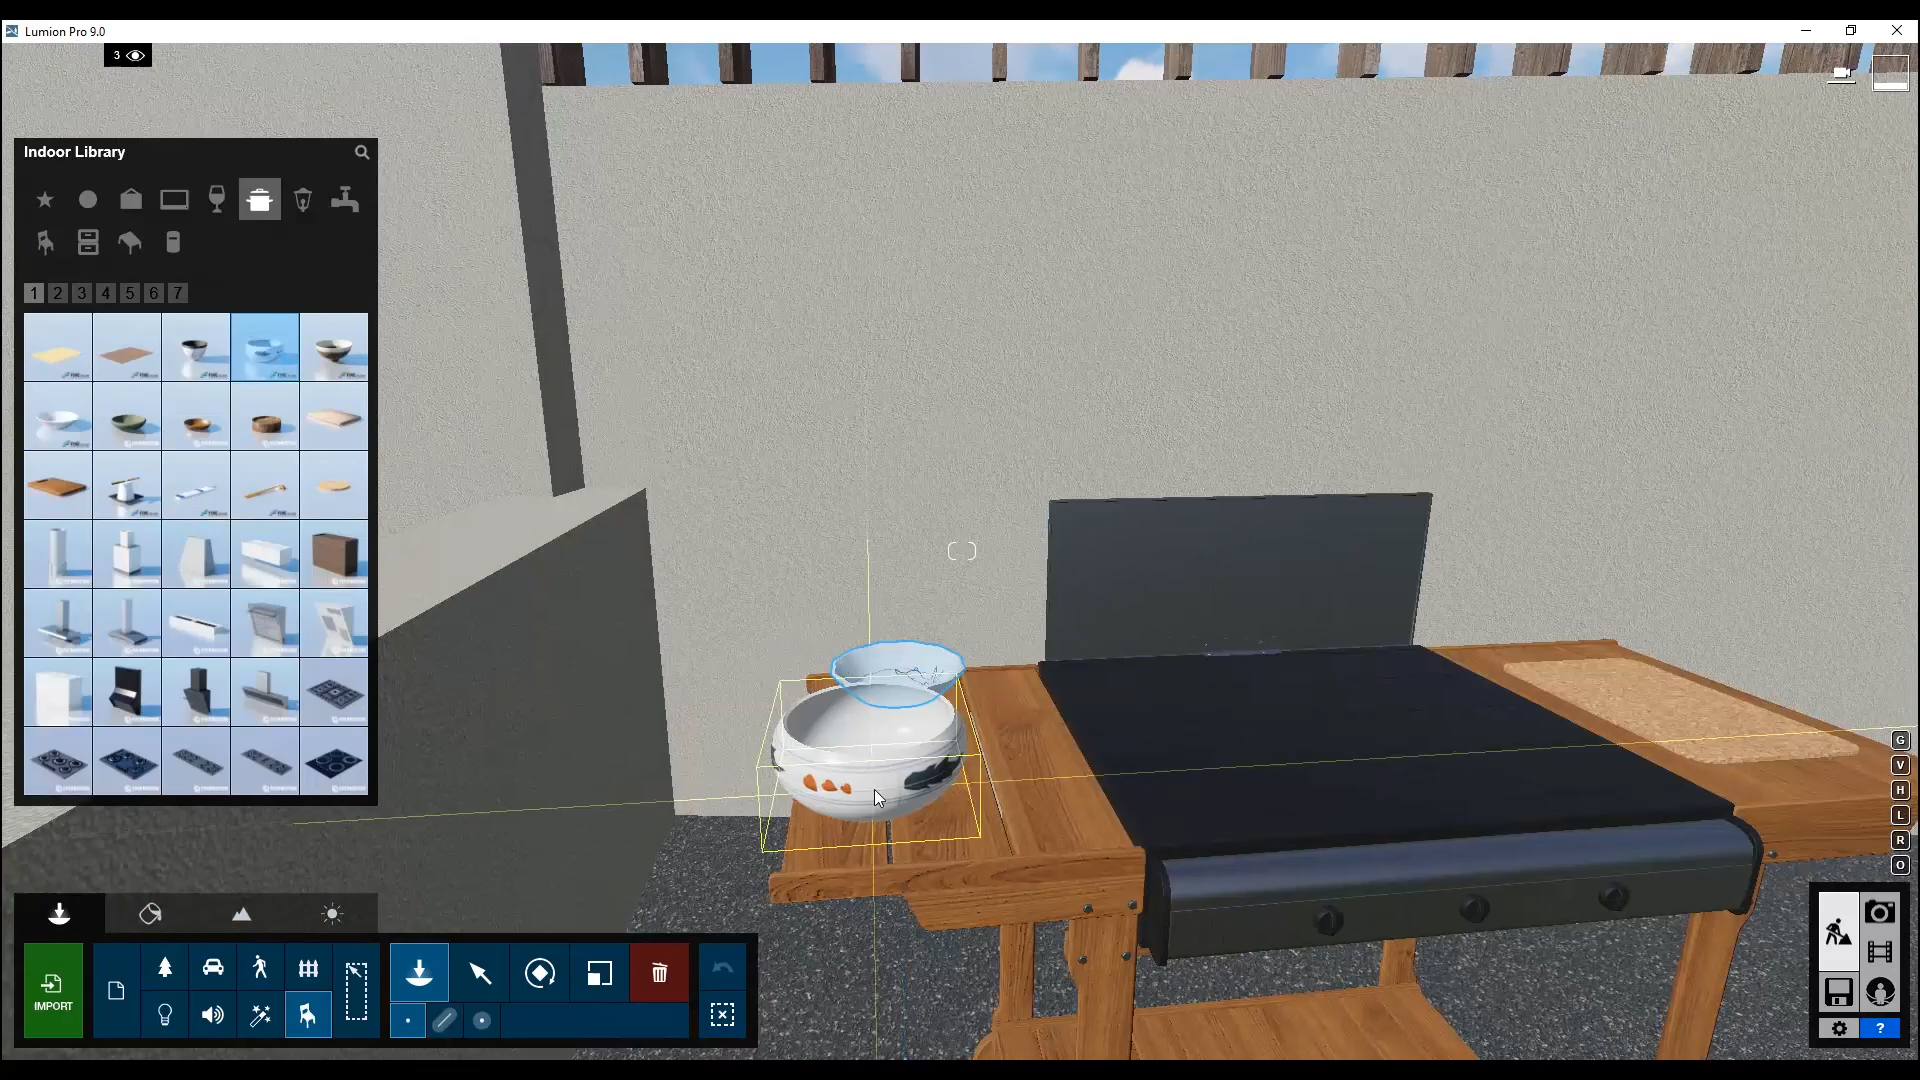 Lumion Pro 9.0
3
Indoor Library
1 2 3 4 5 6 7
G
V
H
L
R
O
IMPORT
?